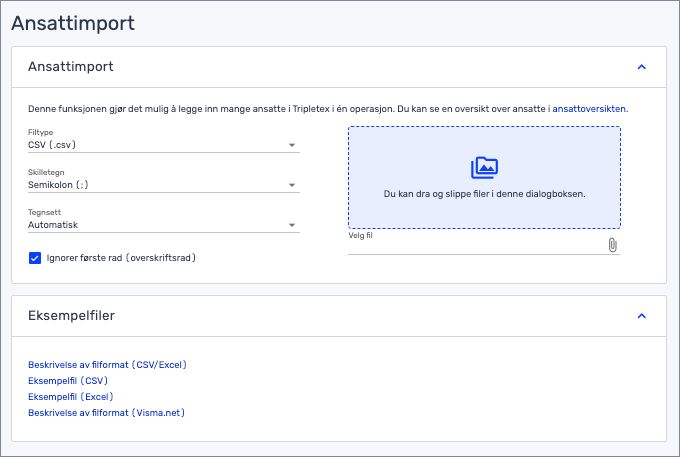 Ansattimport
Ansattimport
Denne funksjonen gjør det mulig å legge inn mange ansatte i Tripletex i én operasjon. Du kan se en oversikt over ansatte i ansattoversikten.
Filtype
CSV (.csv)
Skilletegn
Semikolon (;)
Tegnsett
Automatisk
Ignorer første rad (overskriftsrad)
Du kan dra og slippe filer i denne dialogboksen.
Velg fil
Eksempelfiler
Beskrivelse av filformat (CSV/Excel)
Eksempelfil (CSV)
Eksempelfil (Excel)
Beskrivelse av filformat (Visma.net)